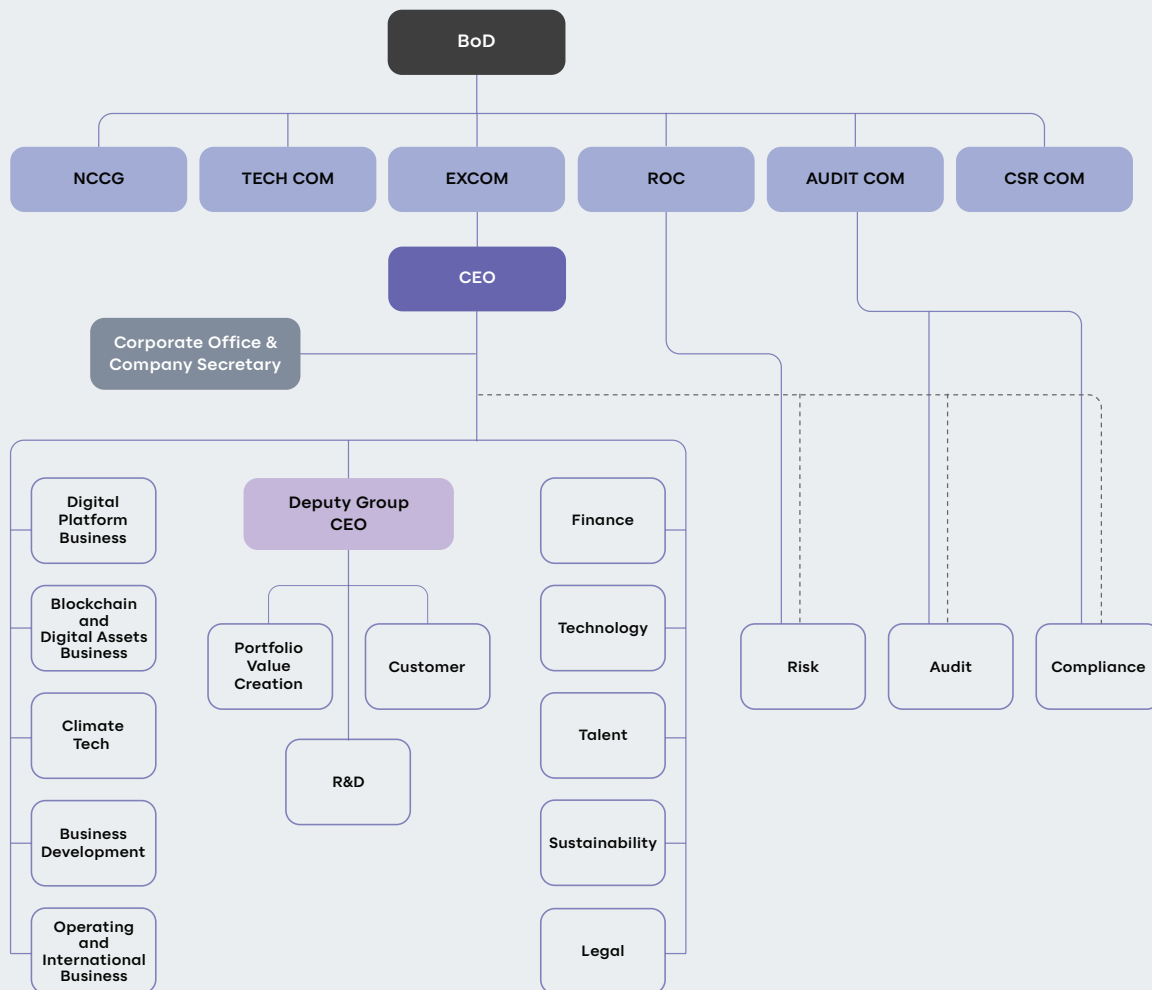 BoD
NCCG
TECH COM
EXCOM
ROC
AUDIT COM
CSR COM
CEO
Corporate Office &
Company Secretary
Digital
Platform
Business
Blockchain
and
Digital Assets
Business
Climate
Tech
Business
Development
Operating
and
International
Business
Deputy Group
CEO
Portfolio
Value
Creation
Customer
R&D
Finance
Technology
Talent
Sustainability
Legal
Risk
Audit
Compliance